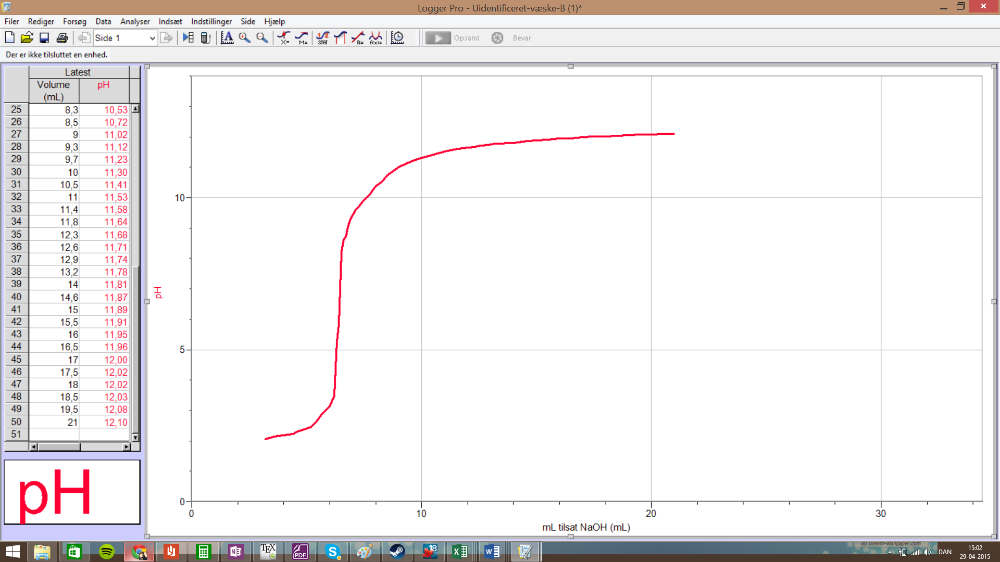 Logger Pro - Uidentificeret-væske-B (1)*
Filer Rediger Forsøg Data Analyser Indsæt Indstillinger Side Hjælp
Side 1 X= M= STAT R= f(x)= Opsaml Bevar
Der er ikke tilsluttet en enhed.
Latest
Volume pH
(mL)
25 8,3 10,53
26 8,5 10,72
27 9 11,02
28 9,3 11,12
29 9,7 11,23
30 10 11,30
31 10,5 11,41
32 11 11,53
33 11,4 11,58
34 11,8 11,64
35 12,3 11,68
36 12,6 11,71
37 12,9 11,74
38 13,2 11,78
39 14 11,81
40 14,6 11,87
41 15 11,89
42 15,5 11,91
43 16 11,95
44 16,5 11,96
45 17 12,00
46 17,5 12,02
47 18 12,02
48 18,5 12,03
49 19,5 12,08
50 21 12,10
51
pH
pH
10
5
0
0 10 20 30
mL tilsat NaOH (mL)
By Dream-Wallpaper.com
TEX PDF 18 DAN
15:02
29-04-2015